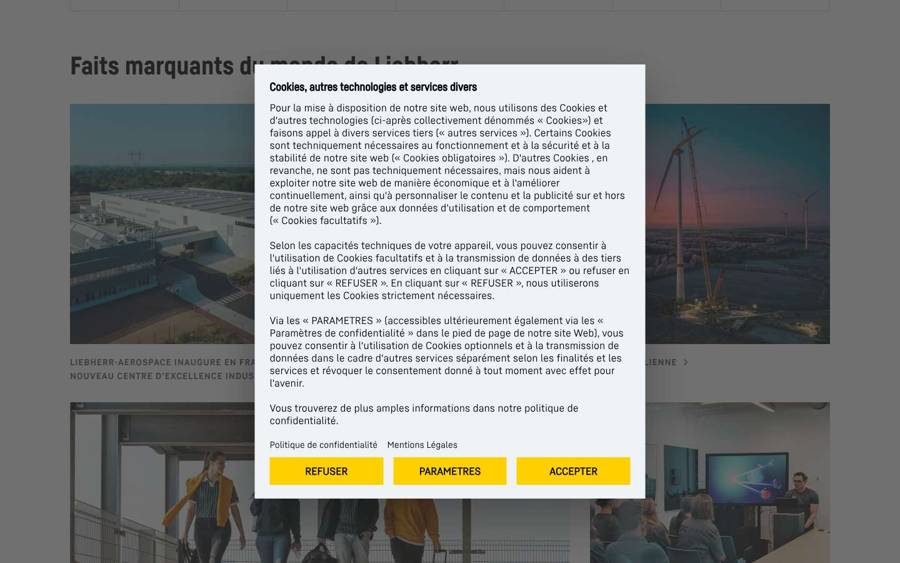 Faits marquants du monde de Liebherr
Cookies, autres technologies et services divers
Pour la mise à disposition de notre site web, nous utilisons des Cookies et
d'autres technologies (ci-après collectivement dénommés « Cookies») et
faisons appel à divers services tiers (« autres services »). Certains Cookies
sont techniquement nécessaires au fonctionnement et à la sécurité et à la
stabilité de notre site web (« Cookies obligatoires »). D'autres Cookies , en
revanche, ne sont pas techniquement nécessaires, mais nous aident à
exploiter notre site web de manière économique et à l'améliorer
continuellement, ainsi qu'à personnaliser le contenu et la publicité sur et hors
de notre site web grâce aux données d'utilisation et de comportement
(« Cookies facultatifs »).
Selon les capacités techniques de votre appareil, vous pouvez consentir à
l'utilisation de Cookies facultatifs et à la transmission de données à des tiers
liés à l'utilisation d'autres services en cliquant sur « ACCEPTER » ou refuser en
cliquant sur « REFUSER ». En cliquant sur « REFUSER », nous utiliserons
uniquement les Cookies strictement nécessaires.
Via les « PARAMETRES » (accessibles ultérieurement également via les «
Paramètres de confidentialité » dans le pied de page de notre site Web), vous
pouvez consentir à l'utilisation de Cookies optionnels et à la transmission de
données dans le cadre d'autres services séparément selon les finalités et les
services et révoquer le consentement donné à tout moment avec effet pour
l'avenir.
Vous trouverez de plus amples informations dans notre politique de
confidentialité.
Politique de confidentialité Mentions Légales
REFUSER PARAMETRES ACCEPTER
LIEBHERR-AEROSPACE INAUGURE EN FRA
NOUVEAU CENTRE D'EXCELLENCE INDUS
LIENNE